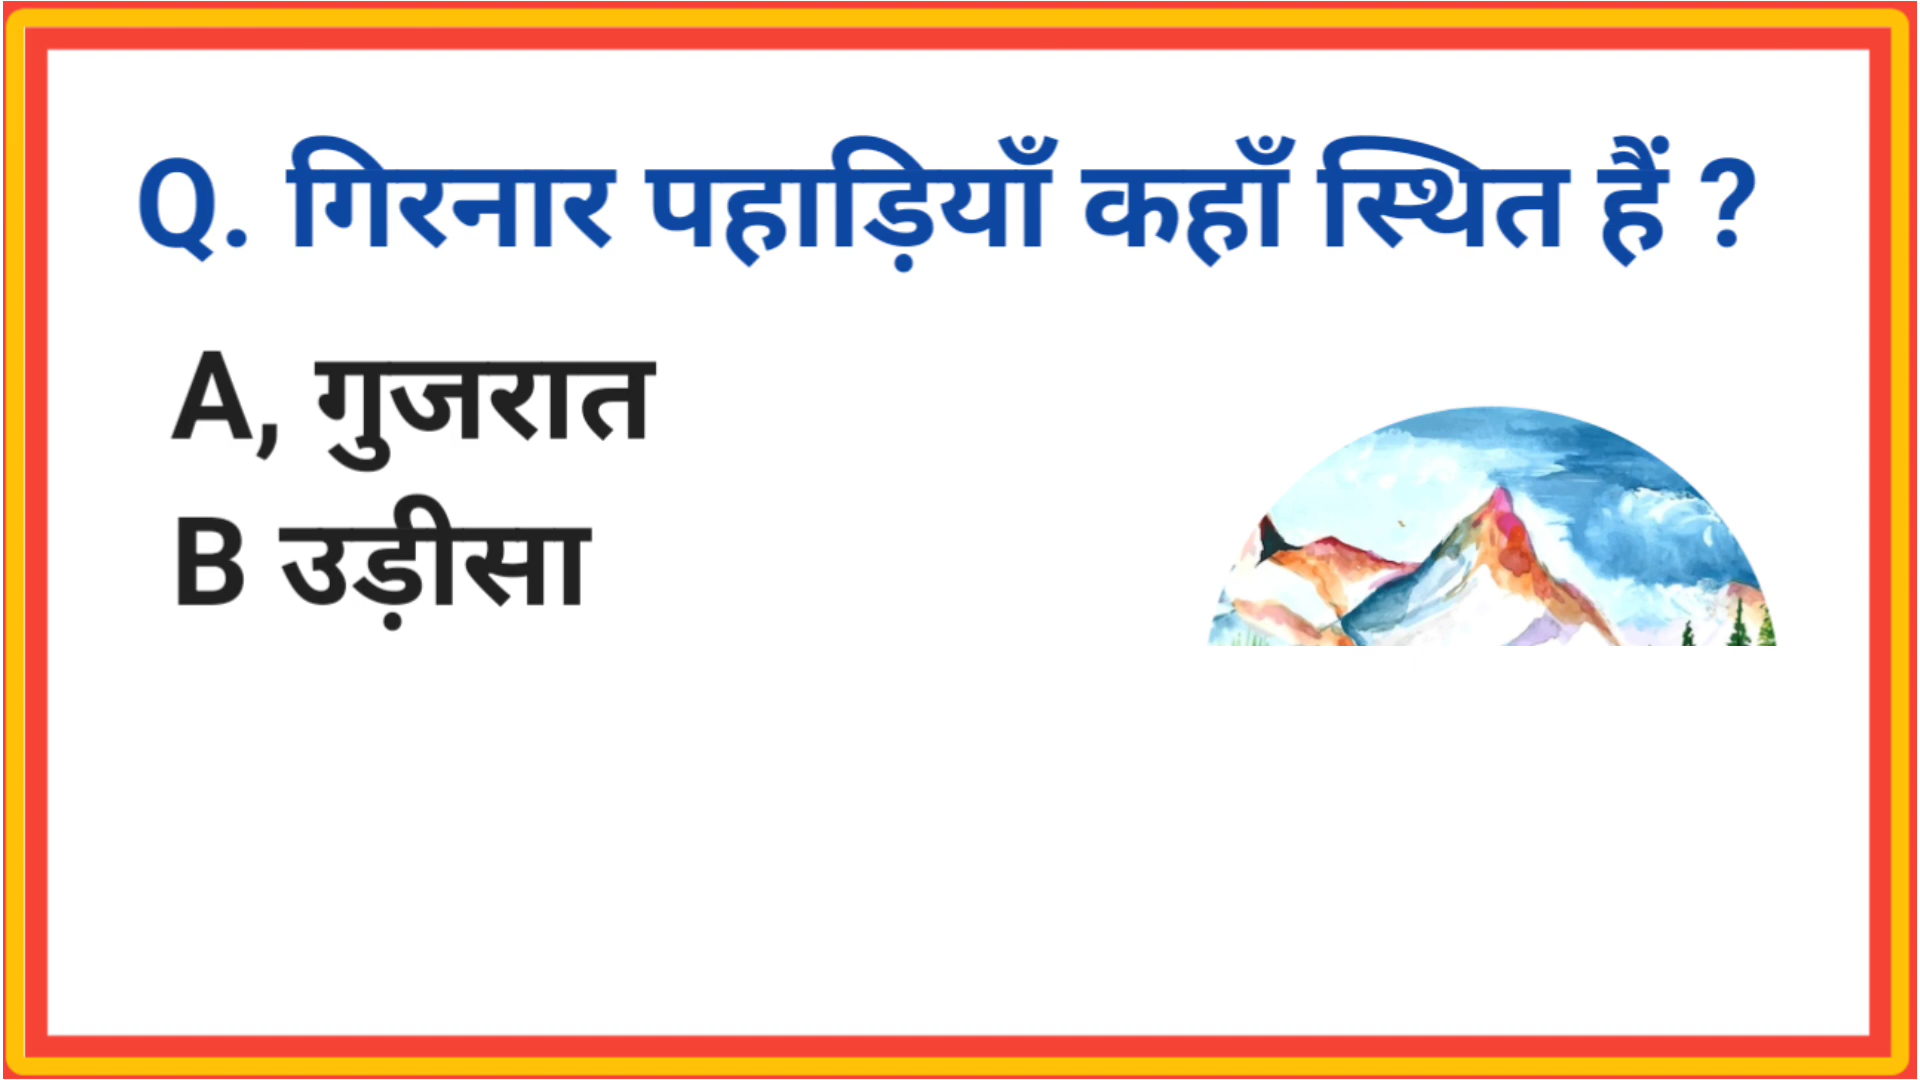 Q. गिरनार पहाड़ियाँ कहाँ स्थित हैं ?
A, गुजरात
B उड़ीसा